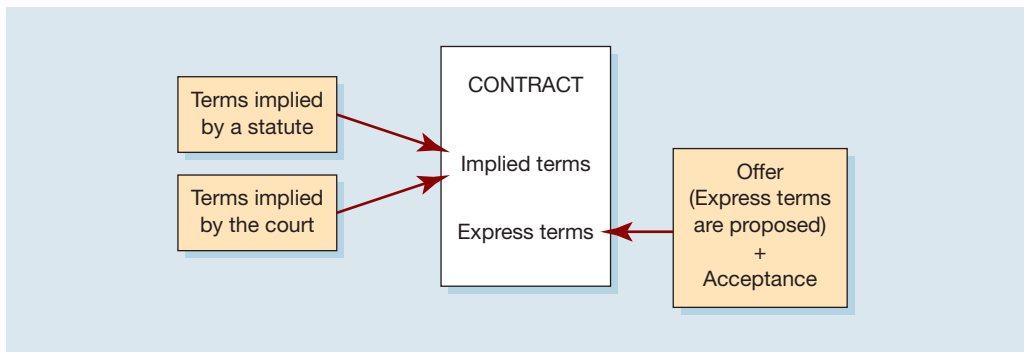 Terms implied
by a statute
Terms implied
by the court
CONTRACT
Implied terms
Express terms
Offer
(Express terms
are proposed)
+
Acceptance